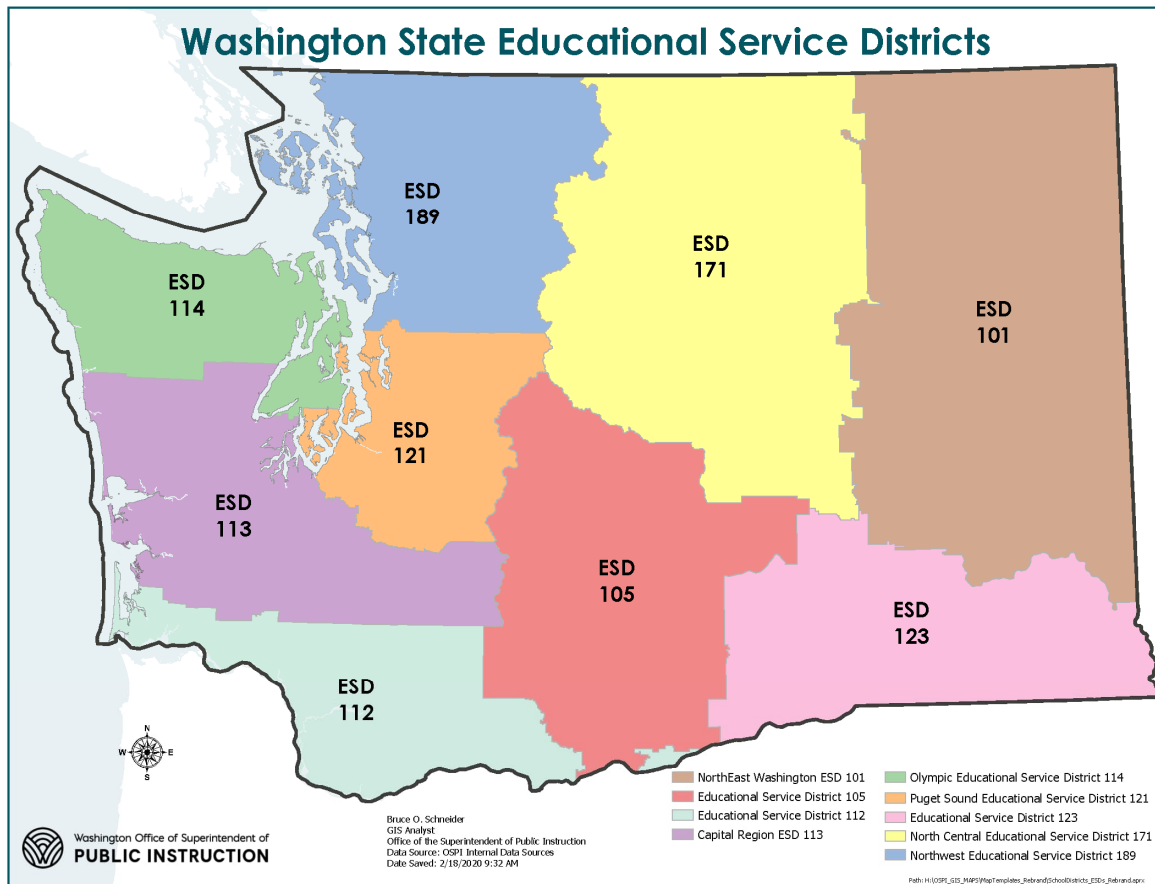 Washington State Educational Service Districts
ESD
189
ESD
171
ESD
114
ESD
101
ESD
121
ESD
113
ESD
105
ESD
123
ESD
112
N
W E
S
NorthEast Washington ESD 101
Educational Service District 105
Educational Service District 112
Capital Region ESD 113
Olympic Educational Service District 114
Puget Sound Educational Service District 121
Educational Service District 123
North Central Educational Service District 171
Northwest Educational Service District 189
Washington Office of Superintendent of
PUBLIC INSTRUCTION
Bruce O. Schneider
GIS Analyst
Office of the Superintendent of Public Instruction
Data Source: OSPI Internal Data Sources
Date Saved: 2/18/2020 9:32 AM
Path: H:\OSPI_GIS_MAPS\MapTemplates_Rebrand\SchoolDistricts_ESDs_Rebrand.aprx